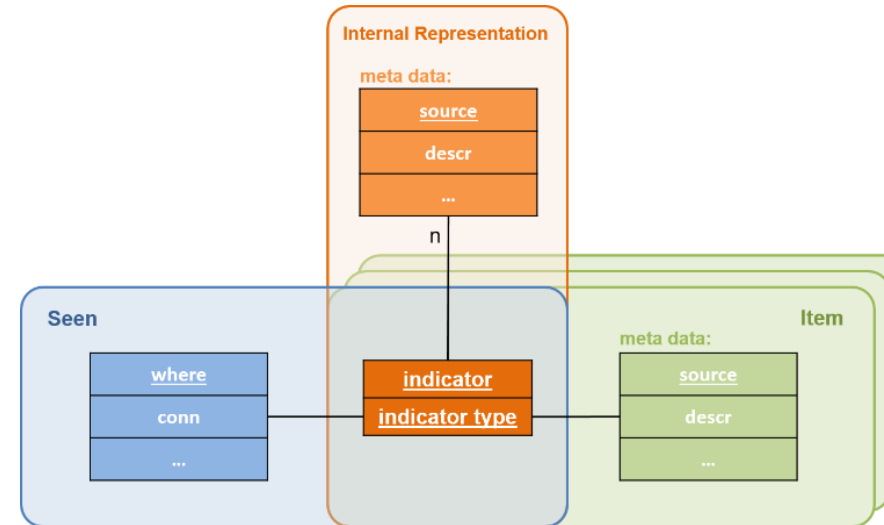 Internal Representation
meta data:
source
descr
...
n
Seen
Item
meta data:
where
conn
...
indicator
indicator type
source
descr
...